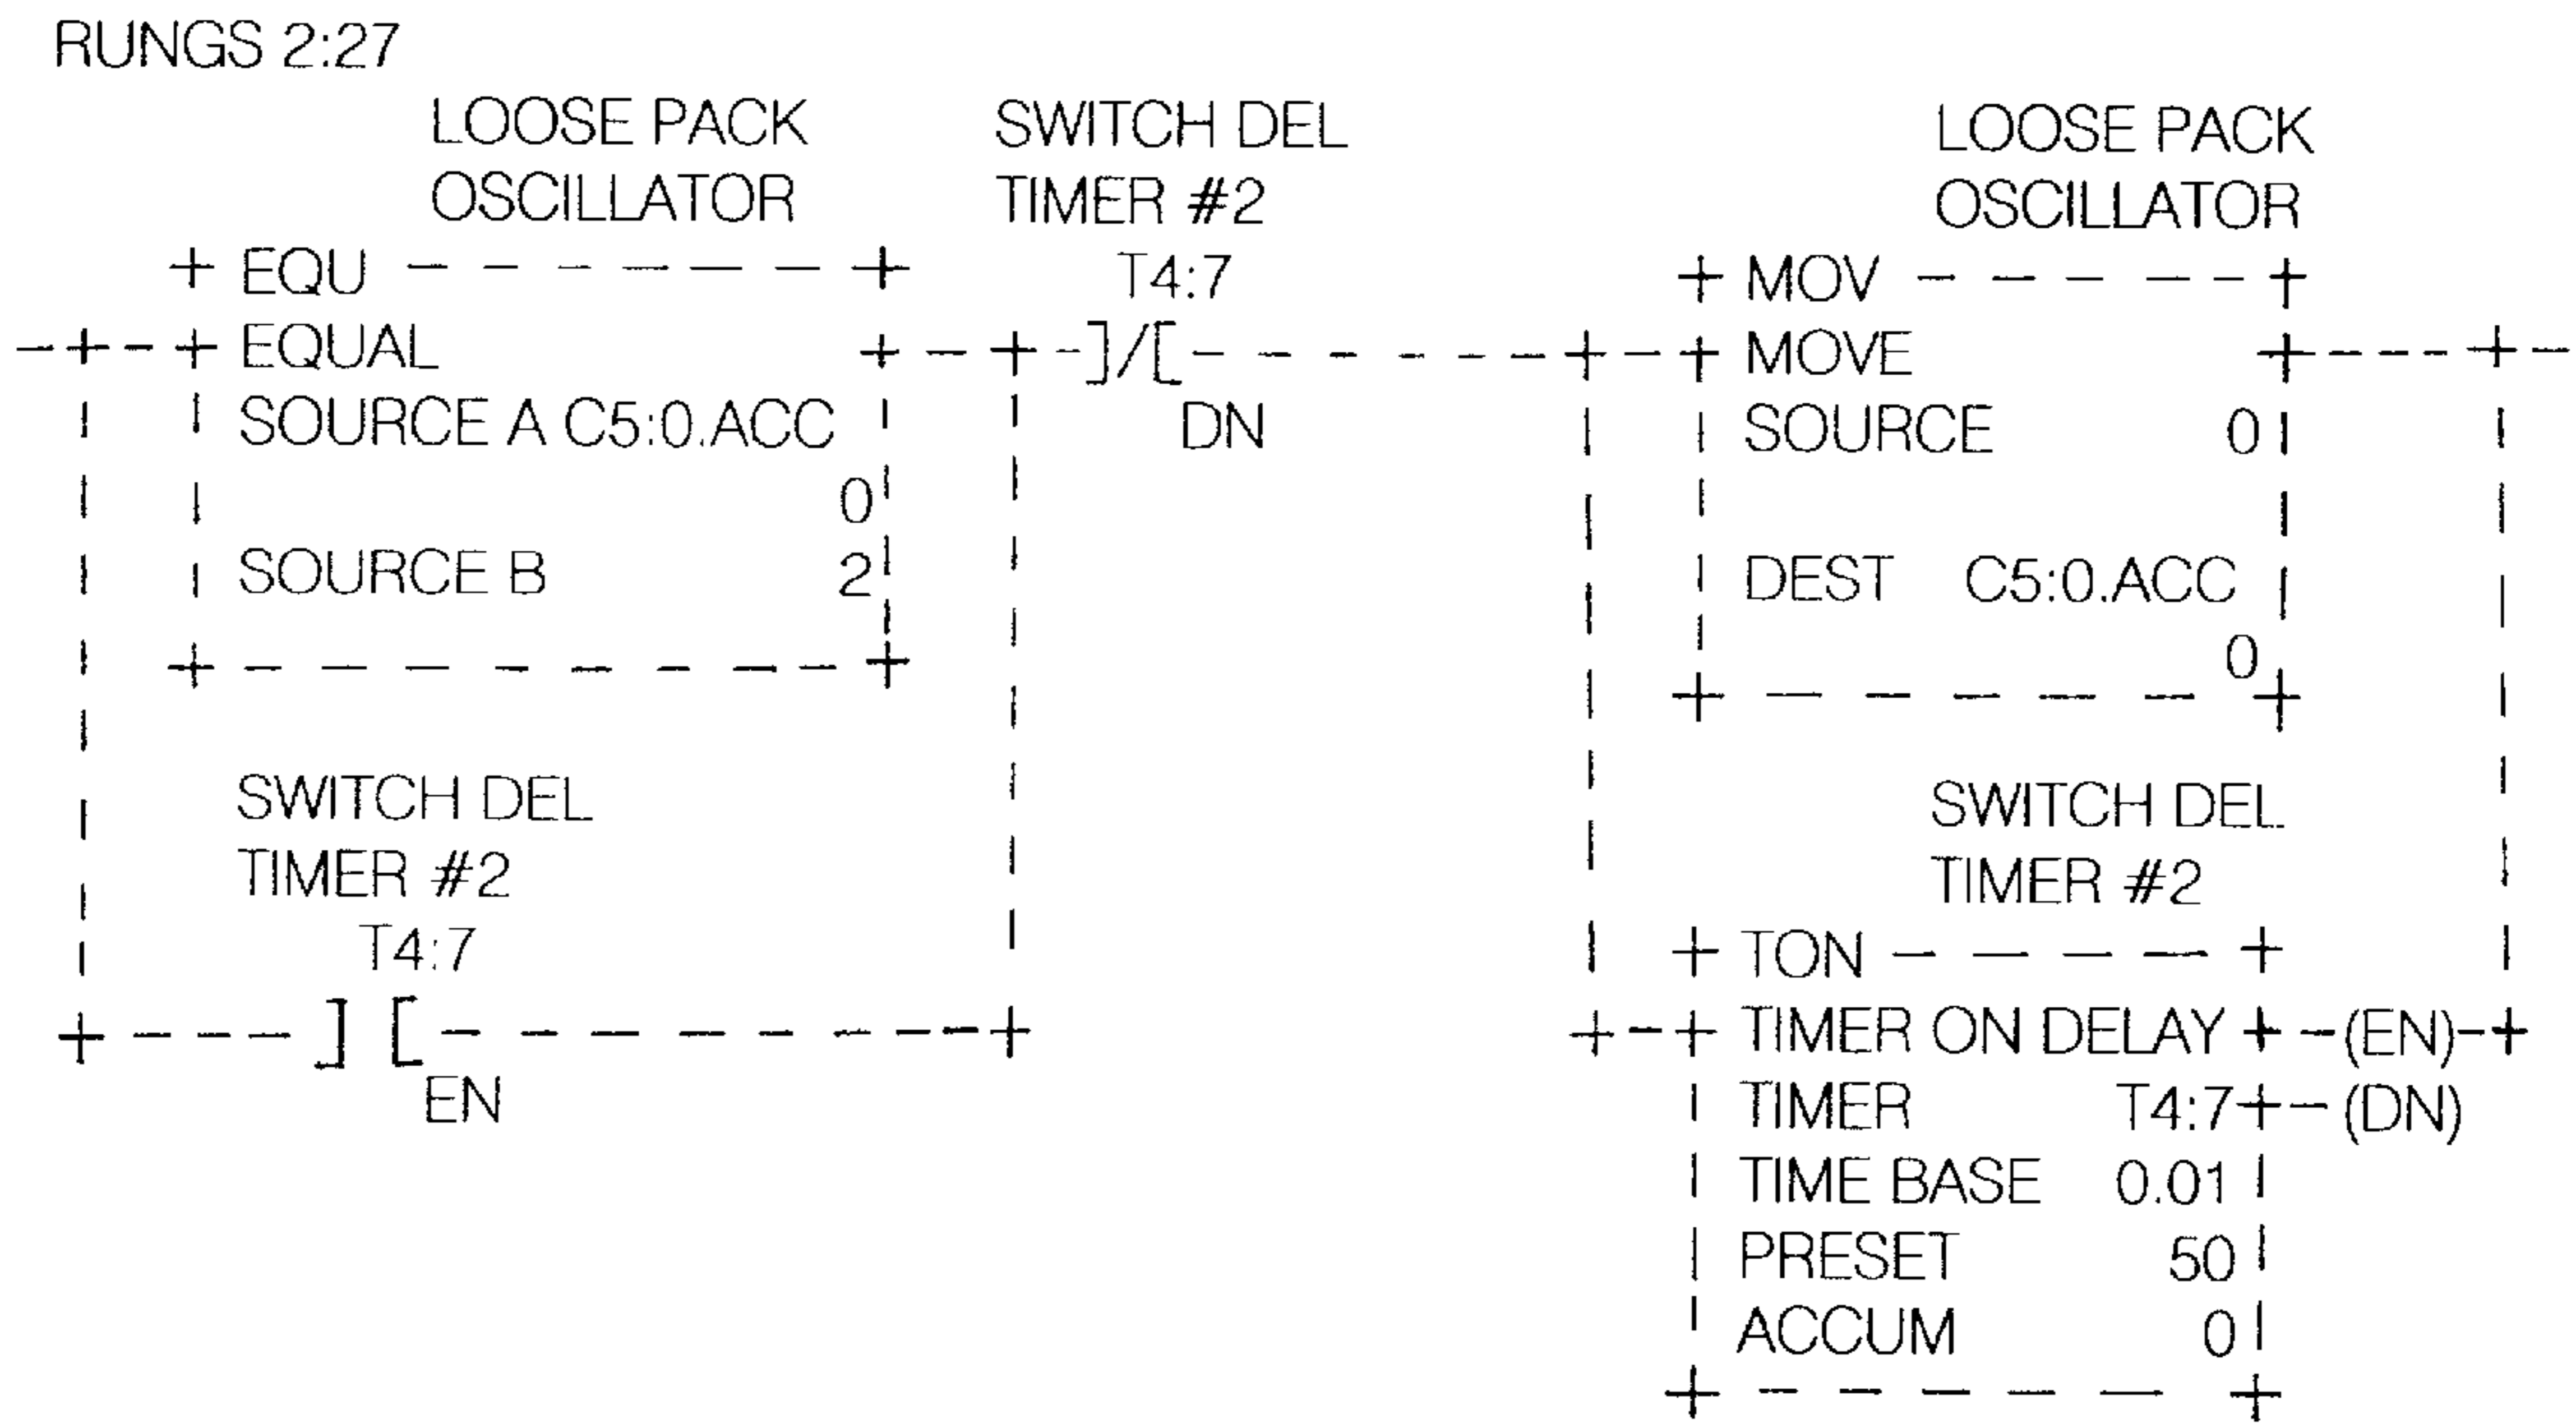 RUNGS 2:27
LOOSE PACK
OSCILLATOR
EQU
EQUAL
SOURCE A C5:0.ACC
0
SOURCE B 2
SWITCH DEL
TIMER #2
T4:7
]/[
DN
SWITCH DEL
TIMER #2
T4:7
] [
EN
LOOSE PACK
OSCILLATOR
MOV
MOVE
SOURCE 0
DEST C5:0.ACC
0
SWITCH DEL
TIMER #2
TON
TIMER ON DELAY (EN)
TIMER T4:7 (DN)
TIME BASE 0.01
PRESET 50
ACCUM 0